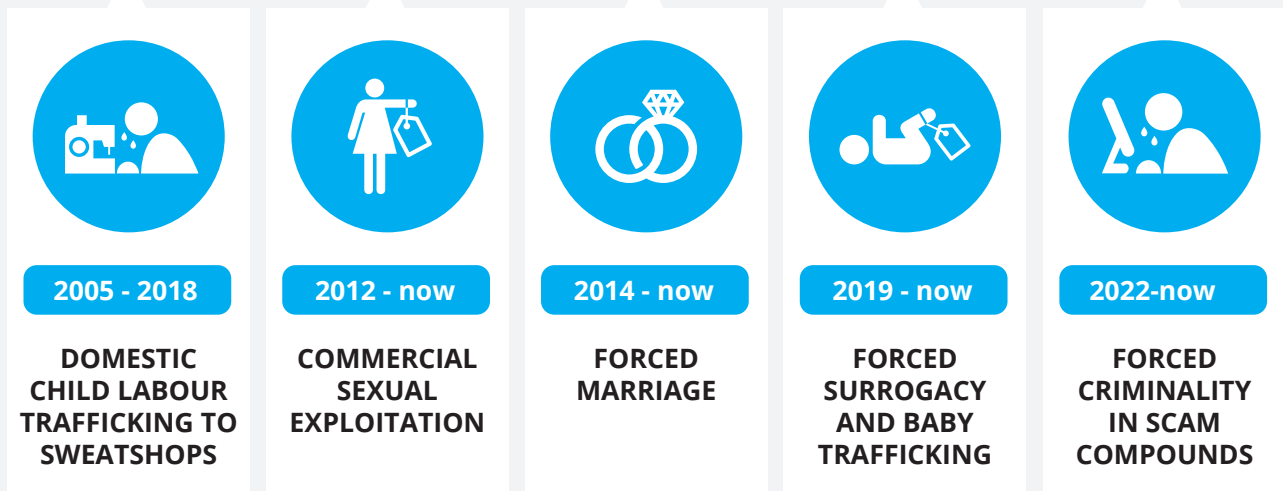 2005 - 2018
DOMESTIC
CHILD LABOUR
TRAFFICKING TO
SWEATSHOPS
2012 - now
COMMERCIAL
SEXUAL
EXPLOITATION
2014 - now
FORCED
MARRIAGE
2019 - now
FORCED
SURROGACY
AND BABY
TRAFFICKING
2022-now
FORCED
CRIMINALITY
IN SCAM
COMPOUNDS